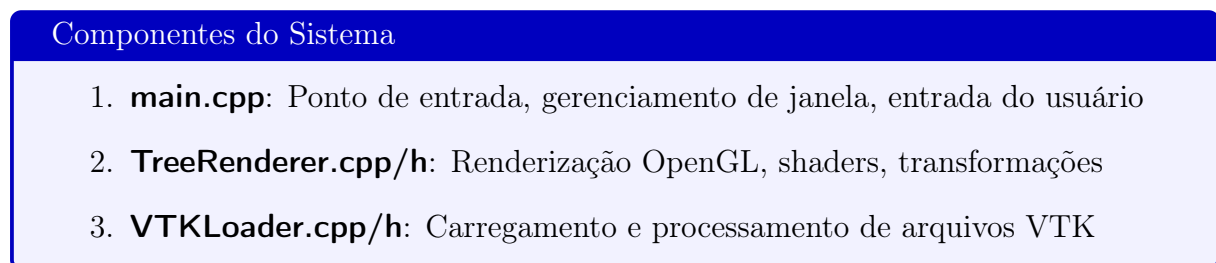 Componentes do Sistema
1. main.cpp: Ponto de entrada, gerenciamento de janela, entrada do usuário
2. TreeRenderer.cpp/h: Renderização OpenGL, shaders, transformações
3. VTKLoader.cpp/h: Carregamento e processamento de arquivos VTK